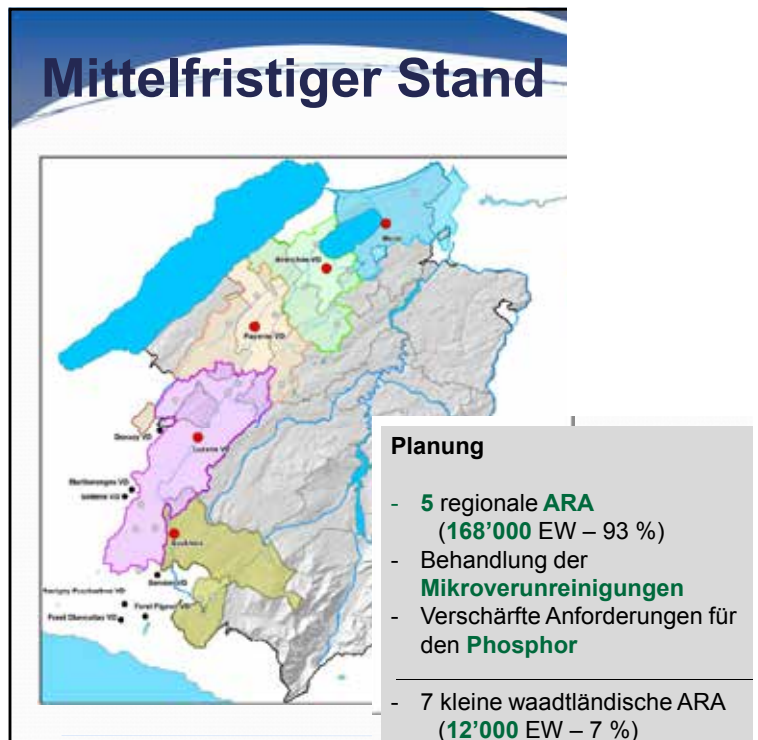 Mittelfristiger Stand
Avenches VD
Payerne VD
Lucens VD
Planung
- 5 regionale ARA
(168’000 EW – 93 %)
- Behandlung der
Mikroverunreinigungen
- Verschärfte Anforderungen für
den Phosphor
- 7 kleine waadtländische ARA
(12’000 EW – 7 %)